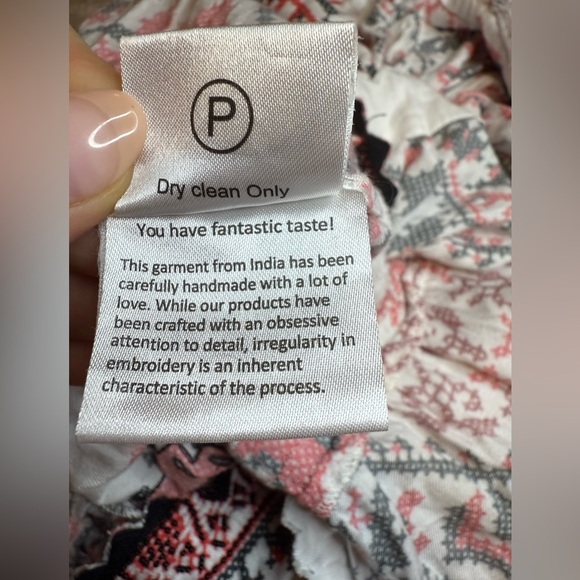 P
Dry clean Only
You have fantastic taste!
This garment from India has been
carefully handmade with a lot of
love. While our products have
been crafted with an obsessive
attention to detail, irregularity in
embroidery is an inherent
characteristic of the process.